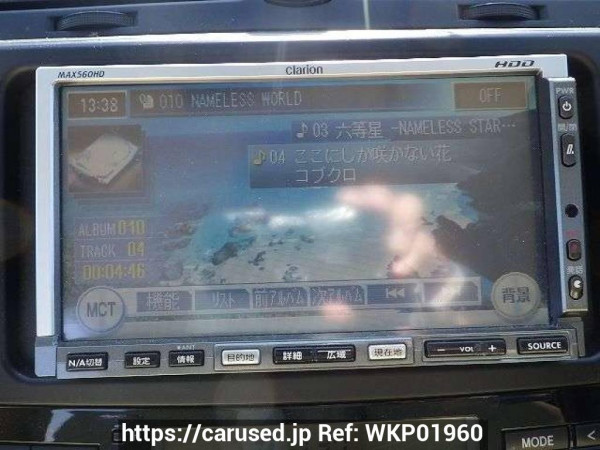 MAX560HD
clarion
HDD
PWR
13:38
010 NAMELESS WORLD
OFF
♪03 六等星 -NAMELESS STAR…
♪04 ここにしか咲かない花
コブクロ
ALBUM 010
TRACK 04
00:04:46
MCT
機能
リスト
前アルバム
次アルバム
背景
N/A切替
設定
情報
目的地
詳細
広域
現在地
- VOL +
SOURCE
MODE
https://carused.jp Ref: WKP01960